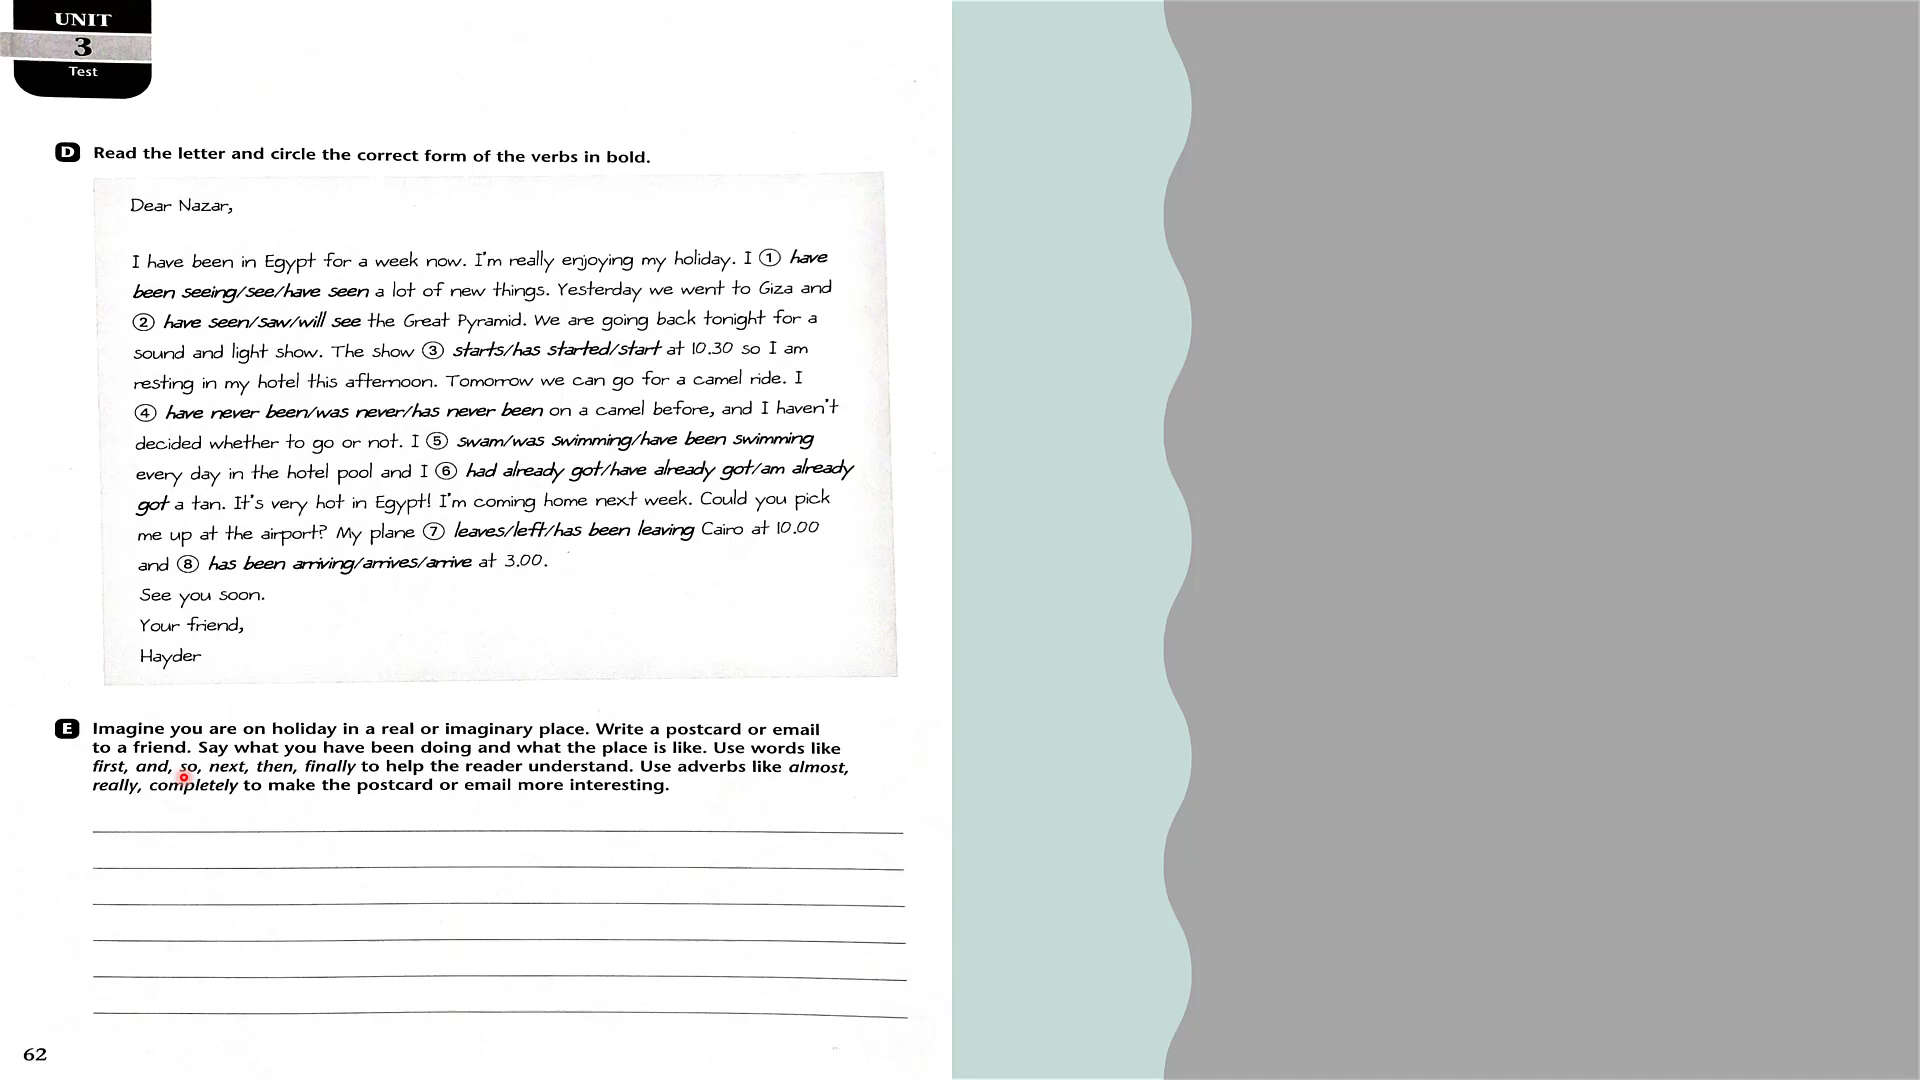 UNIT
3
Test
D Read the letter and circle the correct form of the verbs in bold.
Dear Nazar,
I have been in Egypt for a week now. I'm really enjoying my holiday. I ① have
been seeing/see/have seen a lot of new things. Yesterday we went to Giza and
② have seen/saw/will see the Great Pyramid. We are going back tonight for a
sound and light show. The show ③ starts/has started/start at 10.30 so I am
resting in my hotel this afternoon. Tomorrow we can go for a camel ride. I
④ have never been/was never/has never been on a camel before, and I haven't
decided whether to go or not. I ⑤ swam/was swimming/have been swimming
every day in the hotel pool and I ⑥ had already got/have already got/am already
got a tan. It's very hot in Egypt! I'm coming home next week. Could you pick
me up at the airport? My plane ⑦ leaves/left/has been leaving Cairo at 10.00
and ⑧ has been arriving/arrives/arrive at 3.00.
See you soon.
Your friend,
Hayder
E Imagine you are on holiday in a real or imaginary place. Write a postcard or email
to a friend. Say what you have been doing and what the place is like. Use words like
first, and, so, next, then, finally to help the reader understand. Use adverbs like almost,
really, completely to make the postcard or email more interesting.
62